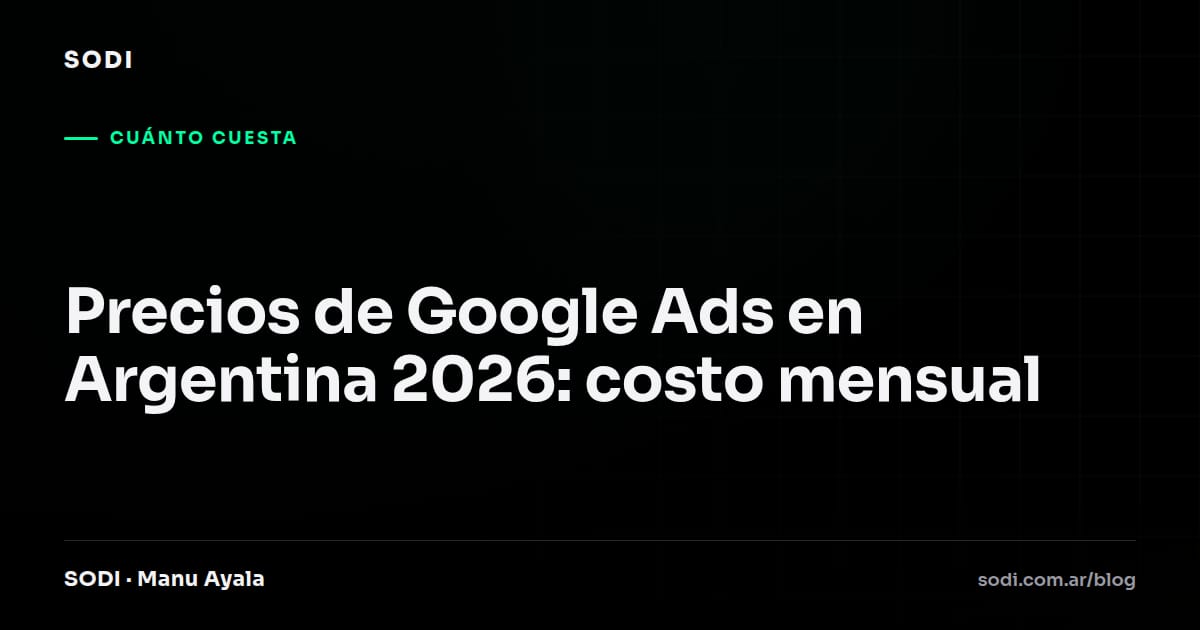 SODI
CUÁNTO CUESTA
Precios de Google Ads en
Argentina 2026: costo mensual
SODI · Manu Ayala
sodi.com.ar/blog